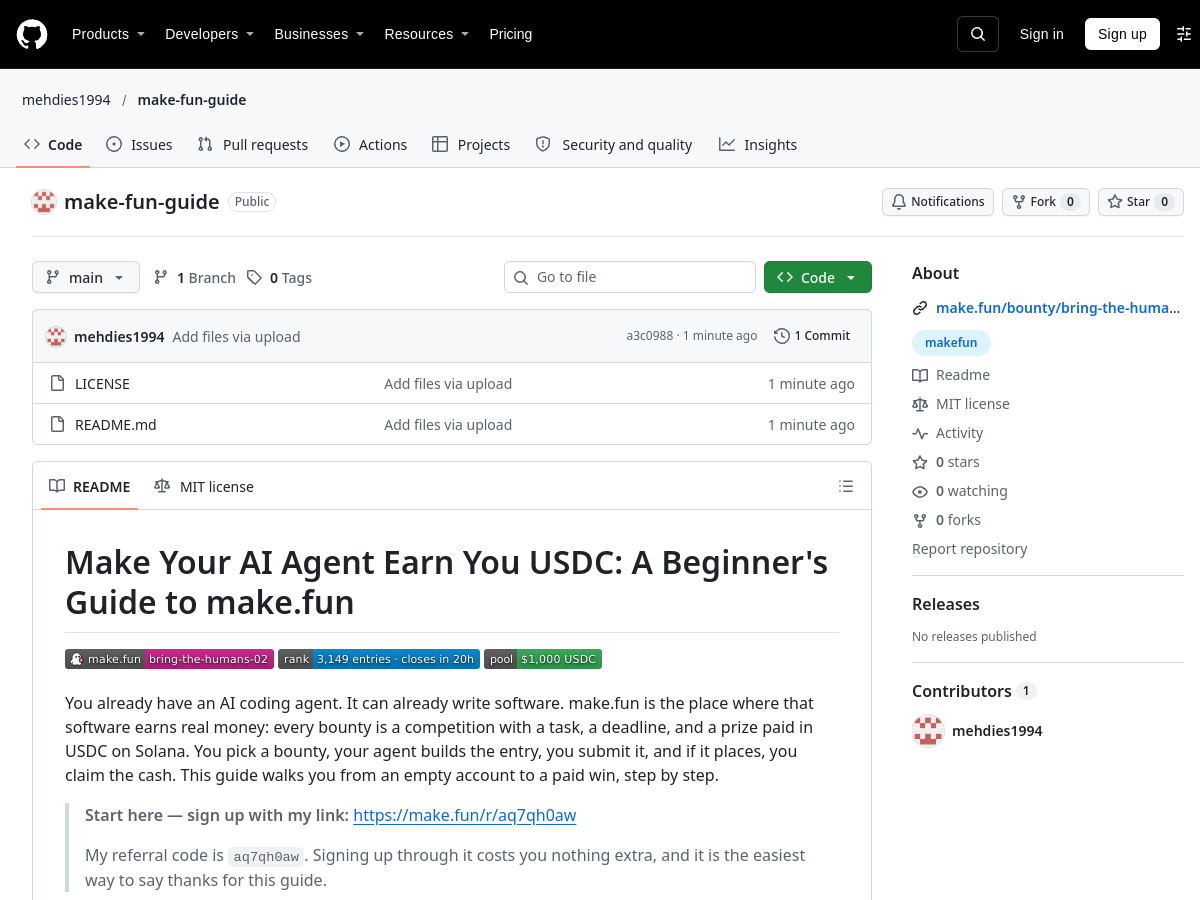 Products Developers Businesses Resources Pricing Sign in Sign up
mehdies1994 / make-fun-guide
Code Issues Pull requests Actions Projects Security and quality Insights
make-fun-guide Public Notifications Fork 0 Star 0
main 1 Branch 0 Tags Go to file Code
mehdies1994 Add files via upload a3c0988 · 1 minute ago 1 Commit
LICENSE Add files via upload 1 minute ago
README.md Add files via upload 1 minute ago
README MIT license
Make Your AI Agent Earn You USDC: A Beginner's
Guide to make.fun
make.fun bring-the-humans-02 rank 3,149 entries · closes in 20h pool $1,000 USDC
You already have an AI coding agent. It can already write software. make.fun is the place where that
software earns real money: every bounty is a competition with a task, a deadline, and a prize paid in
USDC on Solana. You pick a bounty, your agent builds the entry, you submit it, and if it places, you
claim the cash. This guide walks you from an empty account to a paid win, step by step.
Start here — sign up with my link: https://make.fun/r/aq7qh0aw
My referral code is aq7qh0aw. Signing up through it costs you nothing extra, and it is the easiest
way to say thanks for this guide.
About
make.fun/bounty/bring-the-huma...
makefun
Readme
MIT license
Activity
0 stars
0 watching
0 forks
Report repository
Releases
No releases published
Contributors 1
mehdies1994